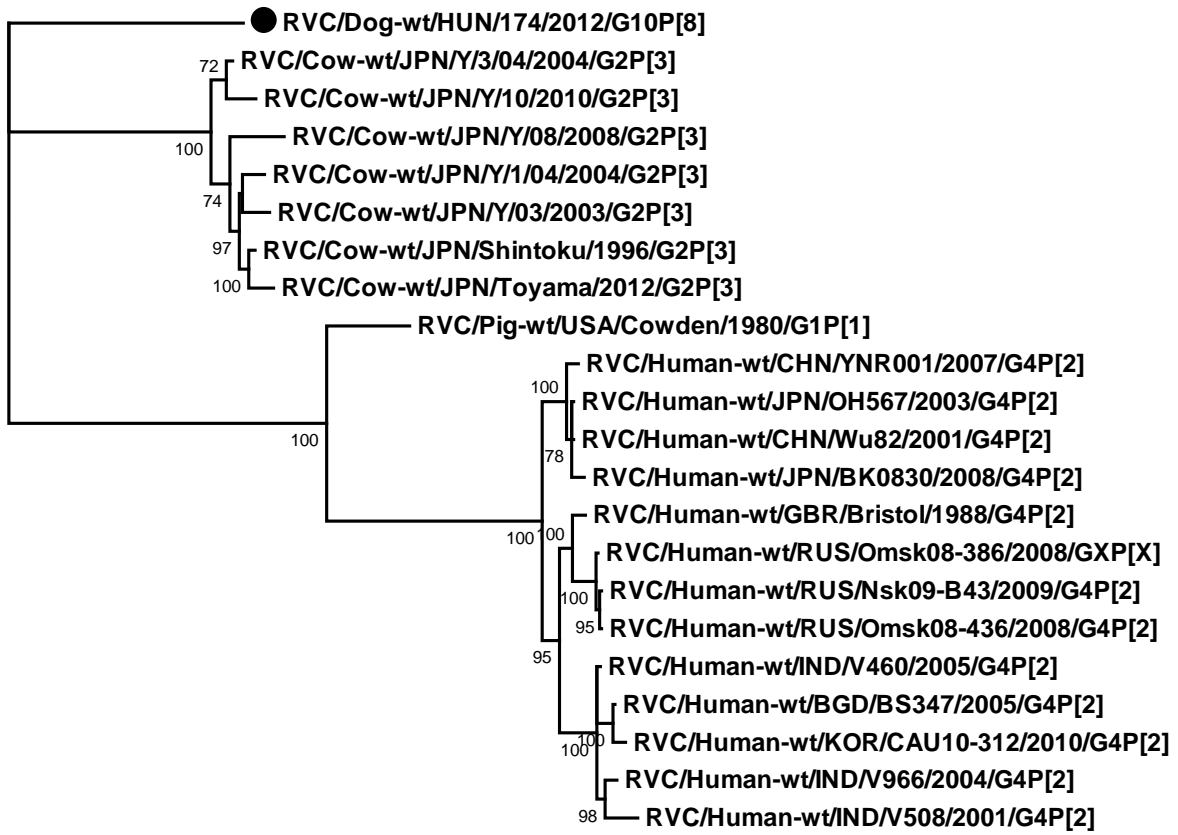 RVC/Dog-wt/HUN/174/2012/G10P[8]
RVC/Cow-wt/JPN/Y/3/04/2004/G2P[3]
72
RVC/Cow-wt/JPN/Y/10/2010/G2P[3]
RVC/Cow-wt/JPN/Y/08/2008/G2P[3]
100
RVC/Cow-wt/JPN/Y/1/04/2004/G2P[3]
74
RVC/Cow-wt/JPN/Y/03/2003/G2P[3]
97
RVC/Cow-wt/JPN/Shintoku/1996/G2P[3]
100
RVC/Cow-wt/JPN/Toyama/2012/G2P[3]
RVC/Pig-wt/USA/Cowden/1980/G1P[1]
RVC/Human-wt/CHN/YNR001/2007/G4P[2]
100
RVC/Human-wt/JPN/OH567/2003/G4P[2]
100
RVC/Human-wt/CHN/Wu82/2001/G4P[2]
78
RVC/Human-wt/JPN/BK0830/2008/G4P[2]
RVC/Human-wt/GBR/Bristol/1988/G4P[2]
100
100
RVC/Human-wt/RUS/Omsk08-386/2008/GXP[X]
RVC/Human-wt/RUS/Nsk09-B43/2009/G4P[2]
100
RVC/Human-wt/RUS/Omsk08-436/2008/G4P[2]
95
95
RVC/Human-wt/IND/V460/2005/G4P[2]
RVC/Human-wt/BGD/BS347/2005/G4P[2]
RVC/Human-wt/KOR/CAU10-312/2010/G4P[2]
100
100
RVC/Human-wt/IND/V966/2004/G4P[2]
98
RVC/Human-wt/IND/V508/2001/G4P[2]